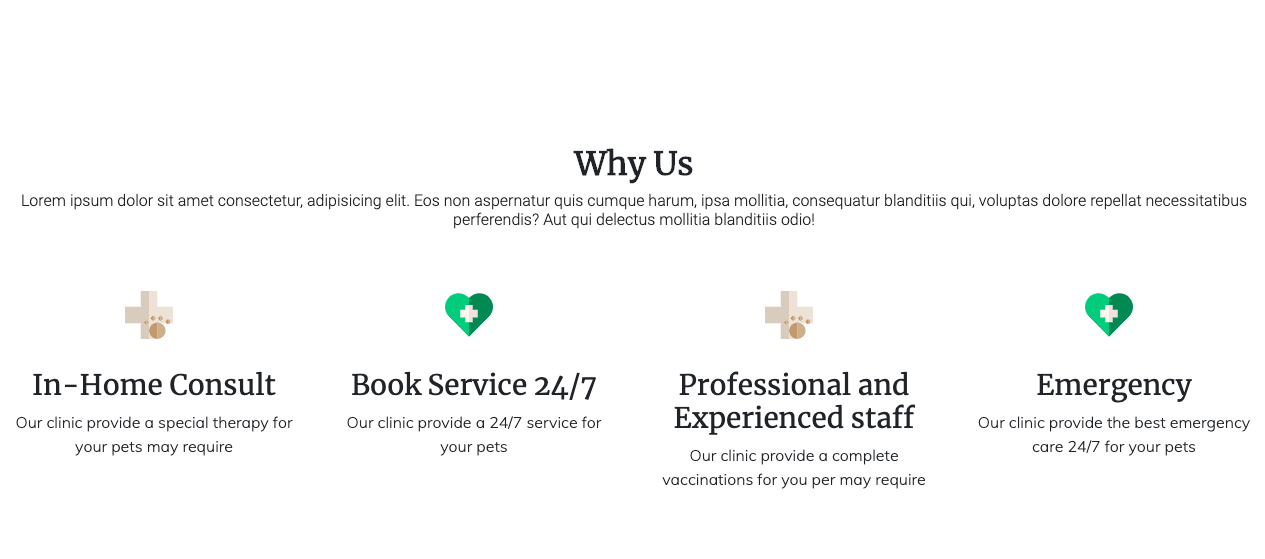 Why Us
Lorem ipsum dolor sit amet consectetur, adipisicing elit. Eos non aspernatur quis cumque harum, ipsa mollitia, consequatur blanditiis qui, voluptas dolore repellat necessitatibus
perferendis? Aut qui delectus mollitia blanditiis odio!
In-Home Consult
Our clinic provide a special therapy for
your pets may require
Book Service 24/7
Our clinic provide a 24/7 service for
your pets
Professional and
Experienced staff
Our clinic provide a complete
vaccinations for you per may require
Emergency
Our clinic provide the best emergency
care 24/7 for your pets